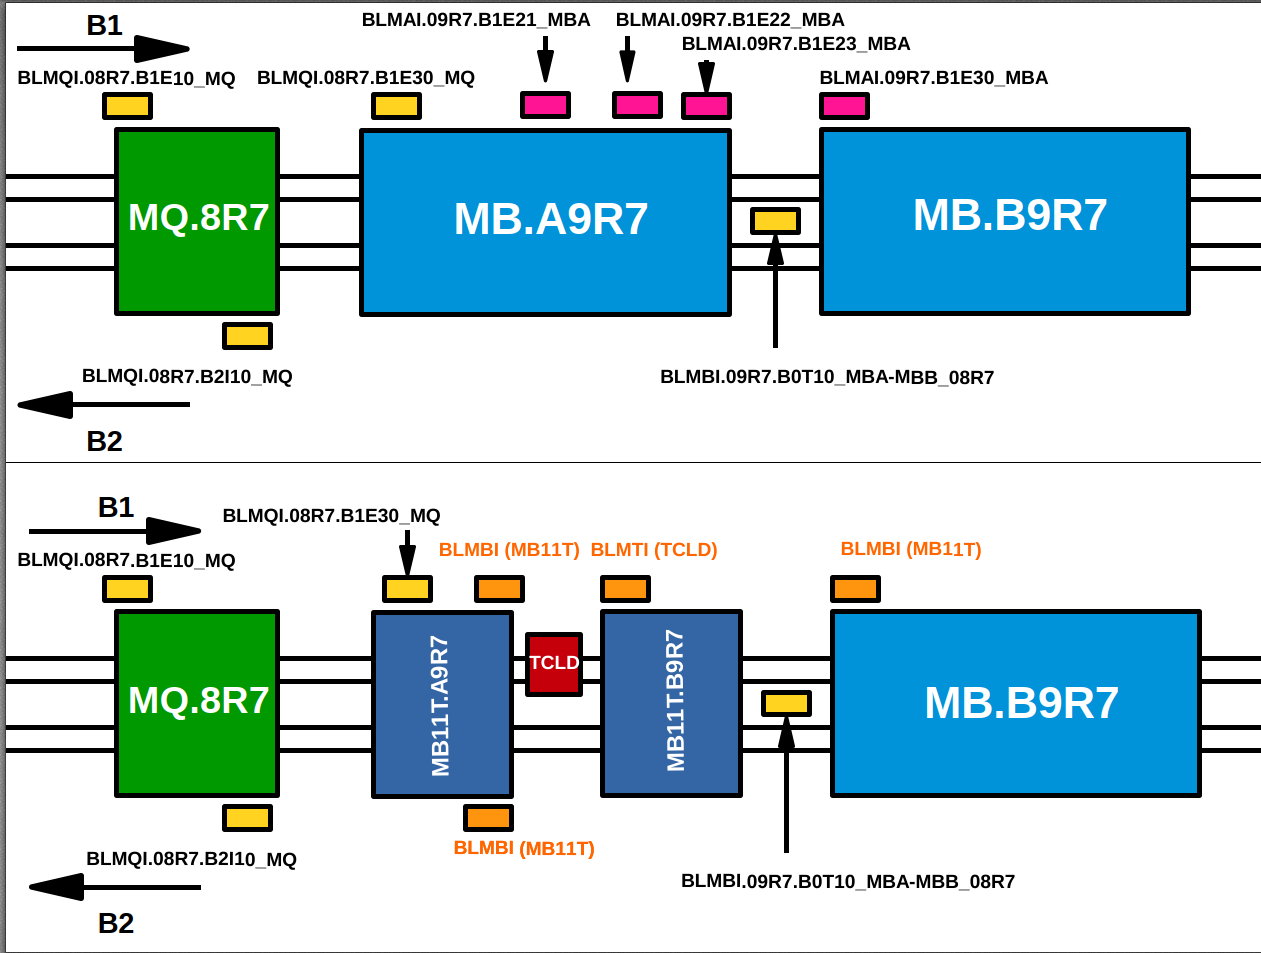 B1
BLMAI.09R7.B1E21_MBA
BLMAI.09R7.B1E22_MBA
BLMAI.09R7.B1E23_MBA
BLMQI.08R7.B1E10_MQ
BLMQI.08R7.B1E30_MQ
BLMAI.09R7.B1E30_MBA
MQ.8R7
MB.A9R7
MB.B9R7
BLMQI.08R7.B2I10_MQ
BLMBI.09R7.B0T10_MBA-MBB_08R7
B2
B1
BLMQI.08R7.B1E30_MQ
BLMQI.08R7.B1E10_MQ
BLMBI (MB11T)
BLMTI (TCLD)
BLMBI (MB11T)
MQ.8R7
MB11T.A9R7
TCLD
MB11T.B9R7
MB.B9R7
BLMBI (MB11T)
BLMQI.08R7.B2I10_MQ
BLMBI.09R7.B0T10_MBA-MBB_08R7
B2